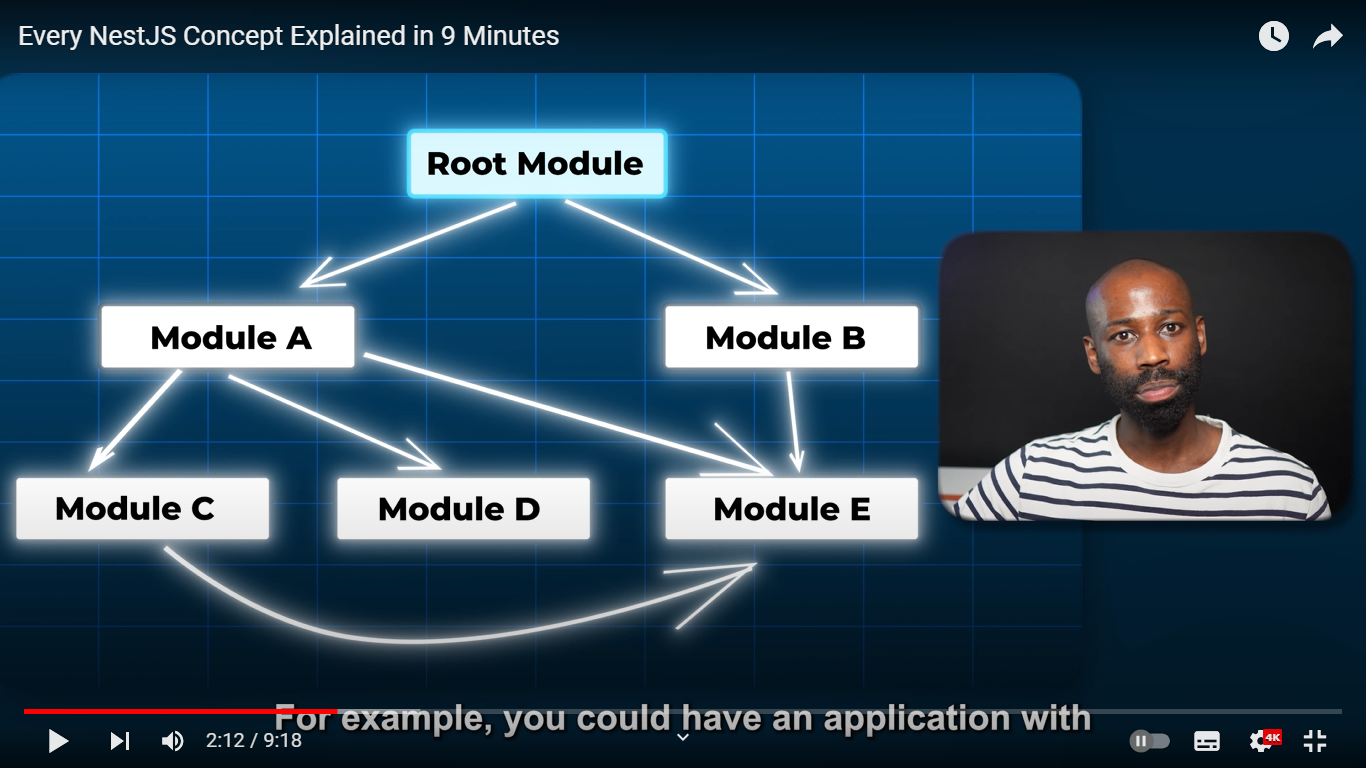 Every NestJS Concept Explained in 9 Minutes
Root Module
Module A
Module B
Module C
Module D
Module E
For example, you could have an application with
2:12 / 9:18
4K